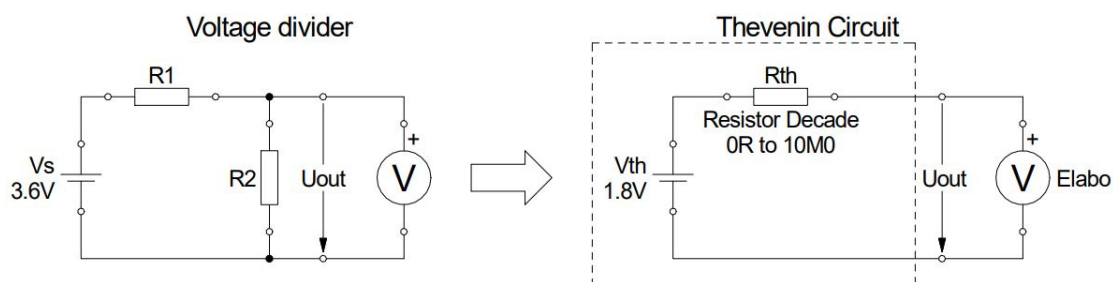 Voltage divider
Thevenin Circuit
R1
Vs
3.6V
R2
Uout
+
V
Rth
Resistor Decade
0R to 10M0
Vth
1.8V
Uout
+
V
Elabo